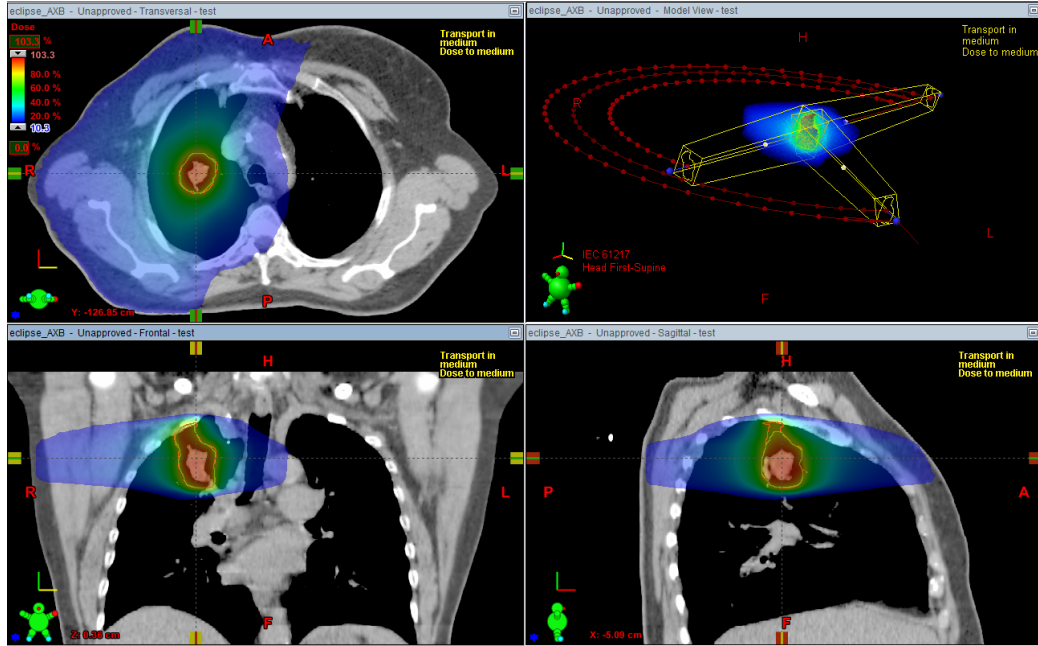 eclipse_AXB - Unapproved - Transversal - test
Dose
103.3 %
103.3
80.0 %
60.0 %
40.0 %
20.0 %
10.3
0.0 %
A
Transport in
medium
Dose to medium
R
L
P
Y: -126.85 cm
eclipse_AXB - Unapproved - Model View - test
Transport in
medium
Dose to medium
H
R
L
IEC 61217
Head First-Supine
F
eclipse_AXB - Unapproved - Frontal - test
H
Transport in
medium
Dose to medium
R
L
F
Z: 0.36 cm
eclipse_AXB - Unapproved - Sagittal - test
H
Transport in
medium
Dose to medium
P
A
F
X: -5.09 cm